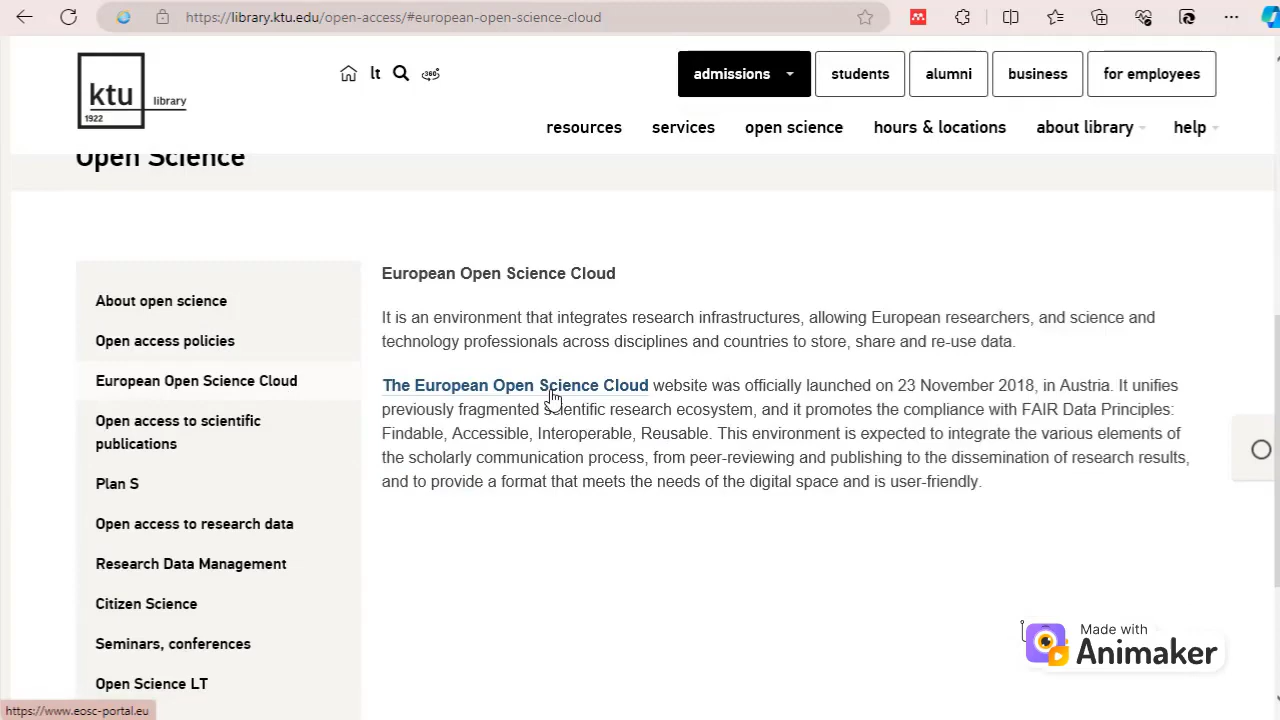 https://library.ktu.edu/open-access/#european-open-science-cloud
ktu
library
1922
lt
360°
admissions
students
alumni
business
for employees
resources
services
open science
hours & locations
about library
help
Open Science
About open science
Open access policies
European Open Science Cloud
Open access to scientific
publications
Plan S
Open access to research data
Research Data Management
Citizen Science
Seminars, conferences
Open Science LT
European Open Science Cloud
It is an environment that integrates research infrastructures, allowing European researchers, and science and
technology professionals across disciplines and countries to store, share and re-use data.
The European Open Science Cloud website was officially launched on 23 November 2018, in Austria. It unifies
previously fragmented scientific research ecosystem, and it promotes the compliance with FAIR Data Principles:
Findable, Accessible, Interoperable, Reusable. This environment is expected to integrate the various elements of
the scholarly communication process, from peer-reviewing and publishing to the dissemination of research results,
and to provide a format that meets the needs of the digital space and is user-friendly.
Made with
Animaker
https://www.eosc-portal.eu